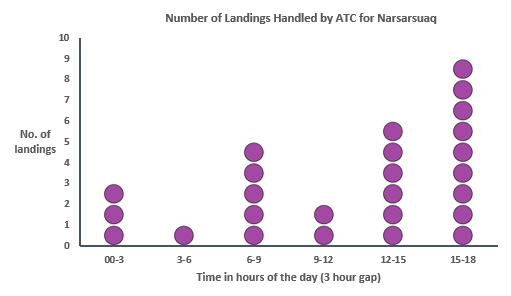 Number of Landings Handled by ATC for Narsarsuaq
10
9
8
7
6
5
4
3
2
1
0
No. of
landings
00-3 3-6 6-9 9-12 12-15 15-18
Time in hours of the day (3 hour gap)